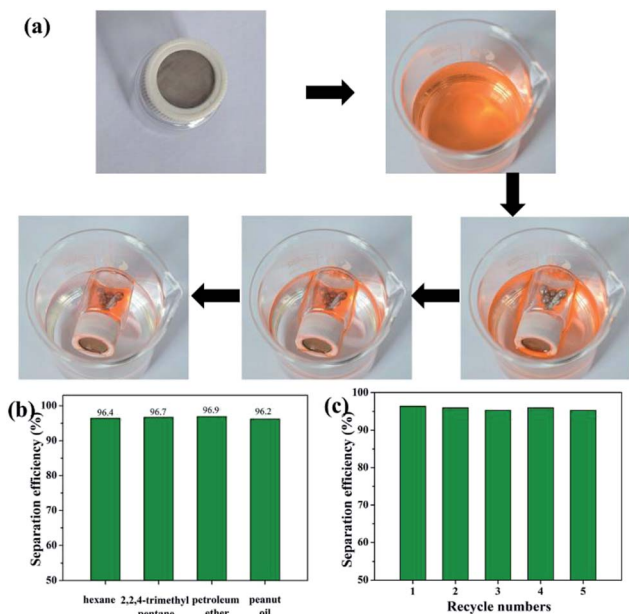 (a)
(b)
Separation efficiency (%)
100
95
90
80
70
60
50
96.4
96.7
96.9
96.2
hexane
2,2,4-trimethyl
pentane
petroleum
ether
peanut
oil
(c)
Separation efficiency (%)
100
95
90
80
70
60
50
1 2 3 4 5
Recycle numbers